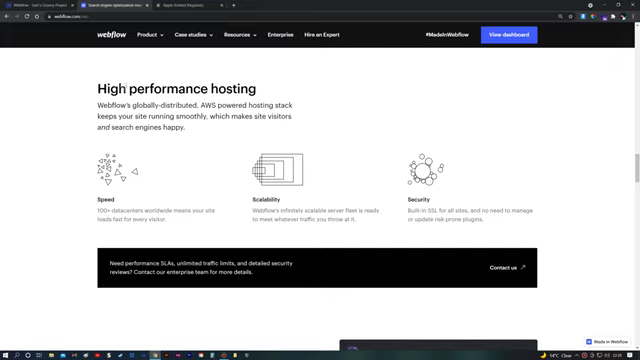 Webflow - Sam's Groovy Project
Search engine optimization mo
Apple (United Kingdom)
webflow.com/seo
webflow
Product
Case studies
Resources
Enterprise
Hire an Expert
#MadeinWebflow
View dashboard
High performance hosting
Webflow's globally-distributed, AWS powered hosting stack
keeps your site running smoothly, which makes site visitors
and search engines happy.
Speed
100+ datacenters worldwide means your site
loads fast for every visitor.
Scalability
Webflow's infinitely scalable server fleet is ready
to meet whatever traffic you throw at it.
Security
Built-in SSL for all sites, and no need to manage
or update risk-prone plugins.
Need performance SLAs, unlimited traffic limits, and detailed security
reviews? Contact our enterprise team for more details.
Contact us
HTML
Made in Webflow
14°C Clear